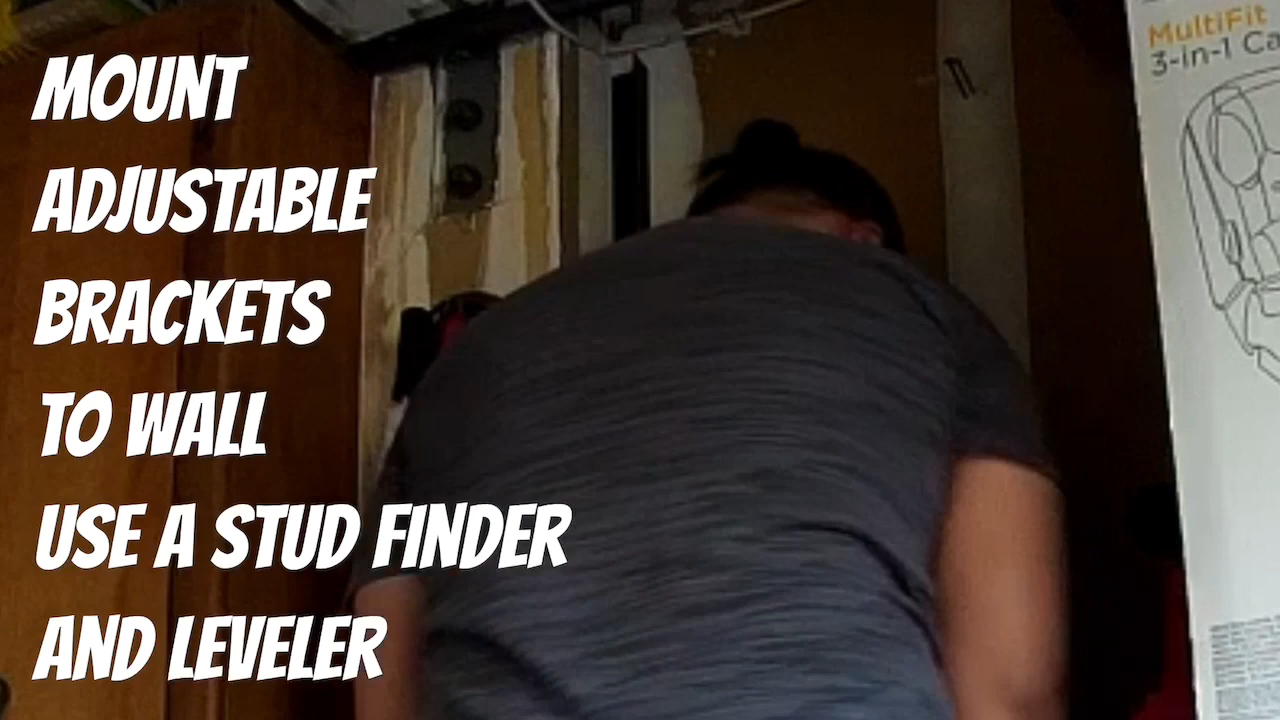 MOUNT
ADJUSTABLE
BRACKETS
TO WALL
USE A STUD FINDER
AND LEVELER
MultiFit
3-in-1